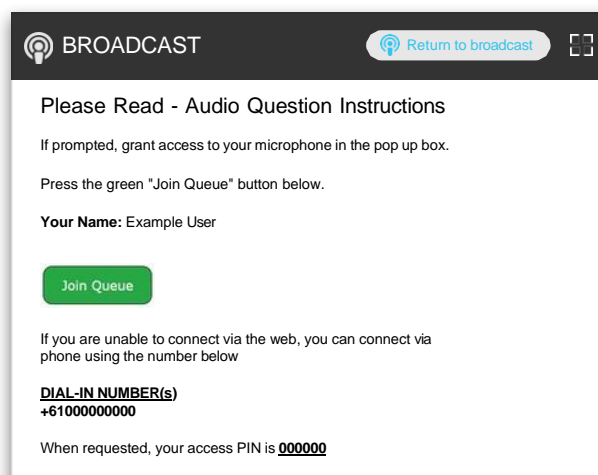 BROADCAST
Return to broadcast
Please Read - Audio Question Instructions
If prompted, grant access to your microphone in the pop up box.
Press the green "Join Queue" button below.
Your Name: Example User
Join Queue
If you are unable to connect via the web, you can connect via
phone using the number below
DIAL-IN NUMBER(s)
+61000000000
When requested, your access PIN is 000000